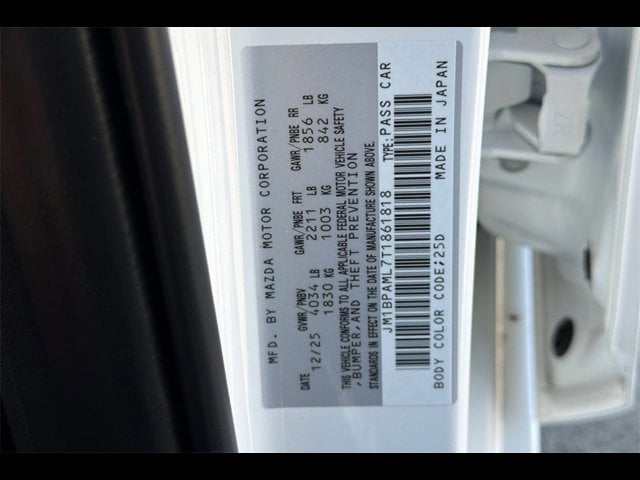 MFD. BY MAZDA MOTOR CORPORATION
DATE GVWR/PNBV GAWR/PNBE FRT GAWR/PNBE RR
12/25 4034 LB 2211 LB 1856 LB
1830 KG 1003 KG 842 KG
THIS VEHICLE CONFORMS TO ALL APPLICABLE FEDERAL MOTOR VEHICLE SAFETY
,BUMPER,AND THEFT PREVENTION
STANDARDS IN EFFECT ON THE DATE OF MANUFACTURE SHOWN ABOVE.
JM1BPAML7T1861818 TYPE:PASS CAR
BODY COLOR CODE;25D MADE IN JAPAN
ZR